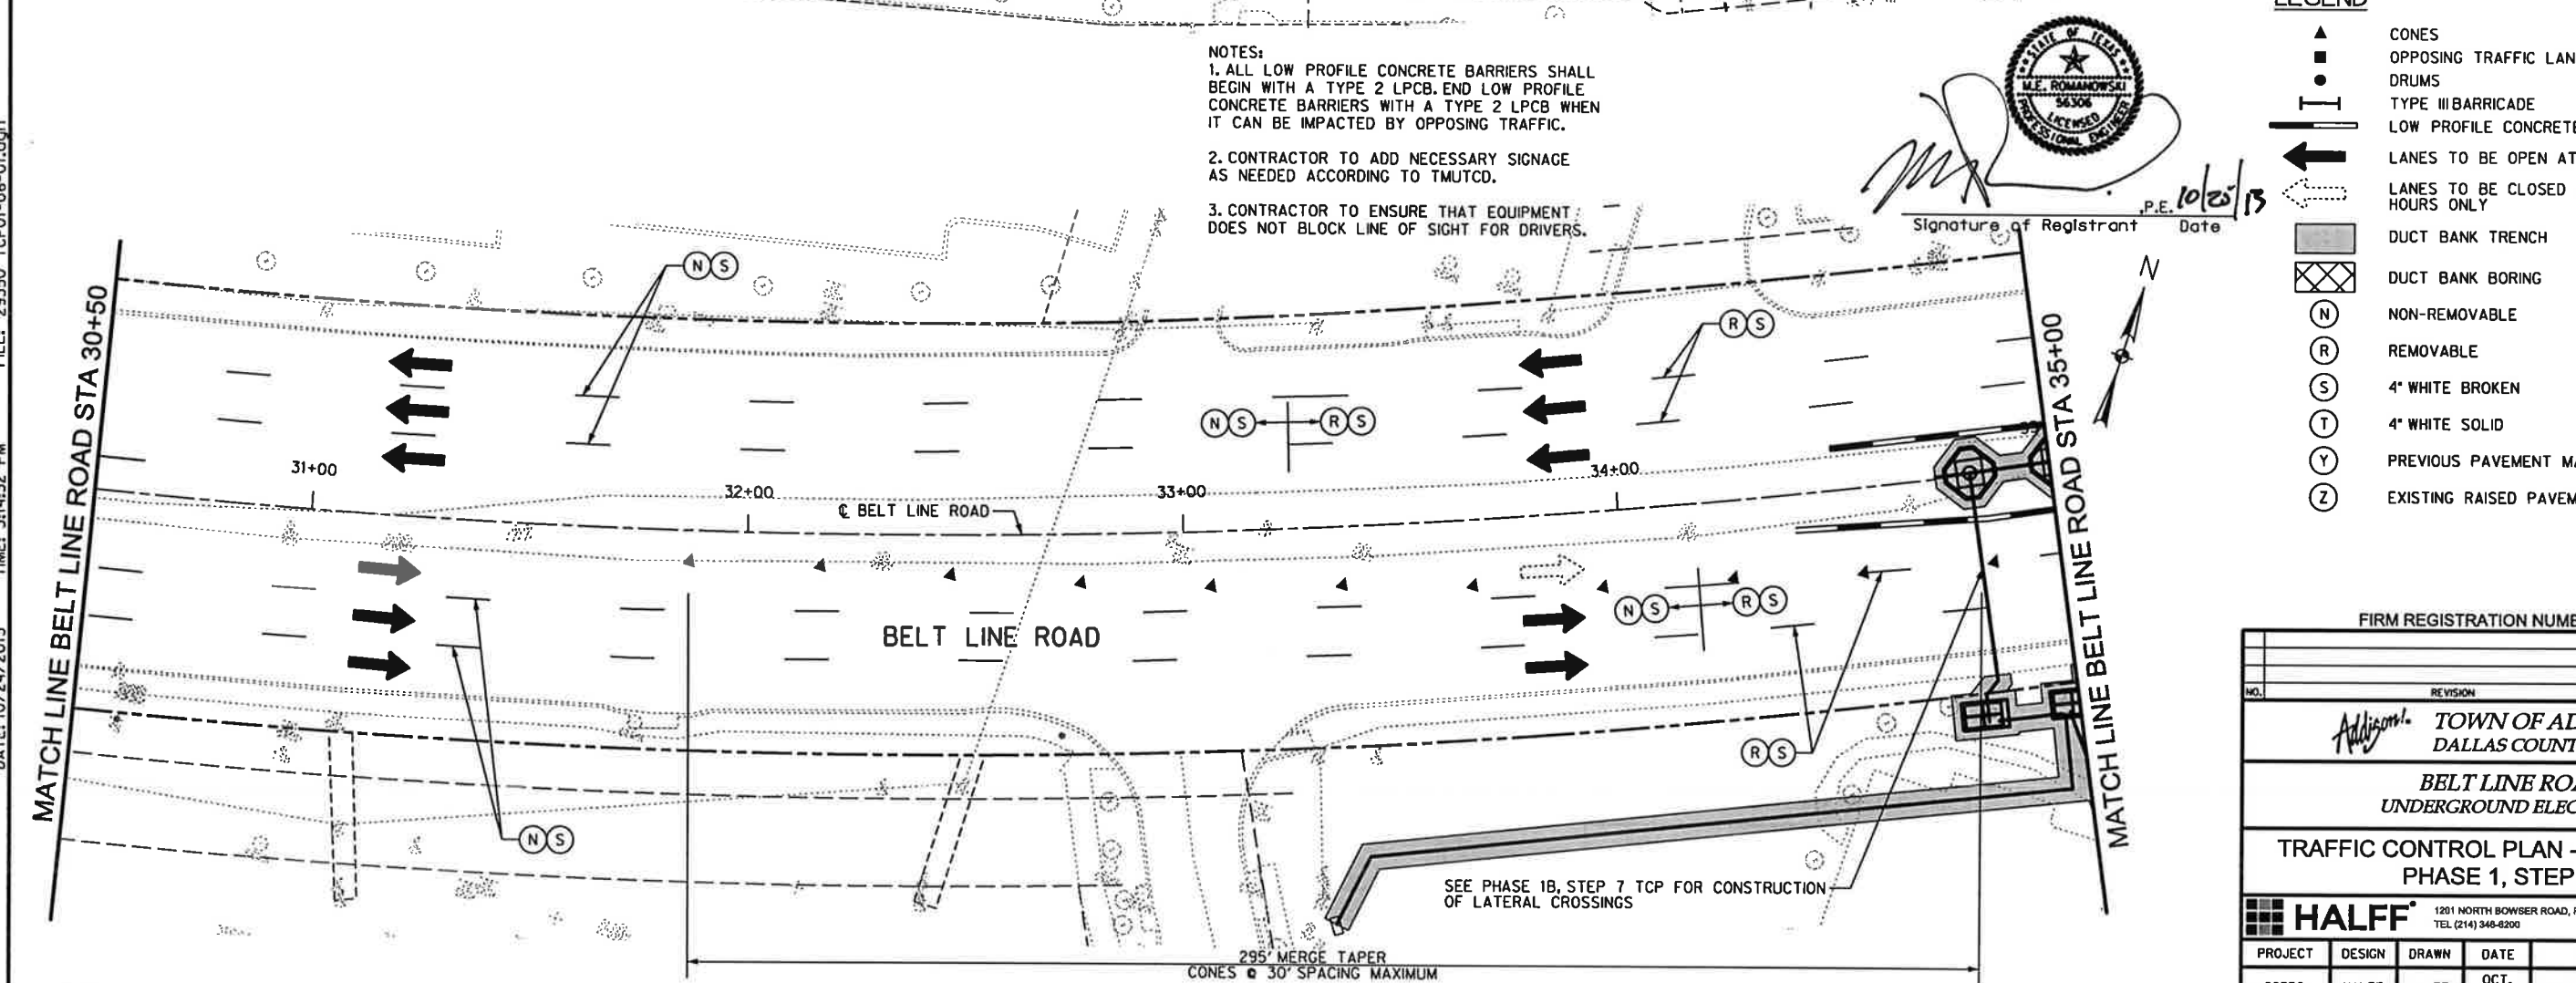 NOTES:
1. ALL LOW PROFILE CONCRETE BARRIERS SHALL
BEGIN WITH A TYPE 2 LPCB. END LOW PROFILE
CONCRETE BARRIERS WITH A TYPE 2 LPCB WHEN
IT CAN BE IMPACTED BY OPPOSING TRAFFIC.
2. CONTRACTOR TO ADD NECESSARY SIGNAGE
AS NEEDED ACCORDING TO TMUTCD.
3. CONTRACTOR TO ENSURE THAT EQUIPMENT
DOES NOT BLOCK LINE OF SIGHT FOR DRIVERS.
STATE OF TEXAS
M.E. ROMANOWSKI
56306
LICENSED
PROFESSIONAL ENGINEER
,P.E. 10/25/13
Signature of Registrant Date
LEGEND
CONES
OPPOSING TRAFFIC LAN
DRUMS
TYPE III BARRICADE
LOW PROFILE CONCRETE
LANES TO BE OPEN AT
LANES TO BE CLOSED
HOURS ONLY
DUCT BANK TRENCH
DUCT BANK BORING
N NON-REMOVABLE
R REMOVABLE
S 4" WHITE BROKEN
T 4" WHITE SOLID
Y PREVIOUS PAVEMENT MA
Z EXISTING RAISED PAVEM
N
MATCH LINE BELT LINE ROAD STA 30+50
MATCH LINE BELT LINE ROAD STA 35+00
N S
R S
N S R S
31+00
32+00
33+00
34+00
℄ BELT LINE ROAD
BELT LINE ROAD
N S R S
R S
N S
SEE PHASE 1B, STEP 7 TCP FOR CONSTRUCTION
OF LATERAL CROSSINGS
295' MERGE TAPER
CONES @ 30' SPACING MAXIMUM
FIRM REGISTRATION NUMB
NO. REVISION
Addison!
TOWN OF AD
DALLAS COUNT
BELT LINE ROA
UNDERGROUND ELEC
TRAFFIC CONTROL PLAN -
PHASE 1, STEP
HALFF
1201 NORTH BOWSER ROAD, R
TEL (214) 346-6200
PROJECT DESIGN DRAWN DATE
OCT.